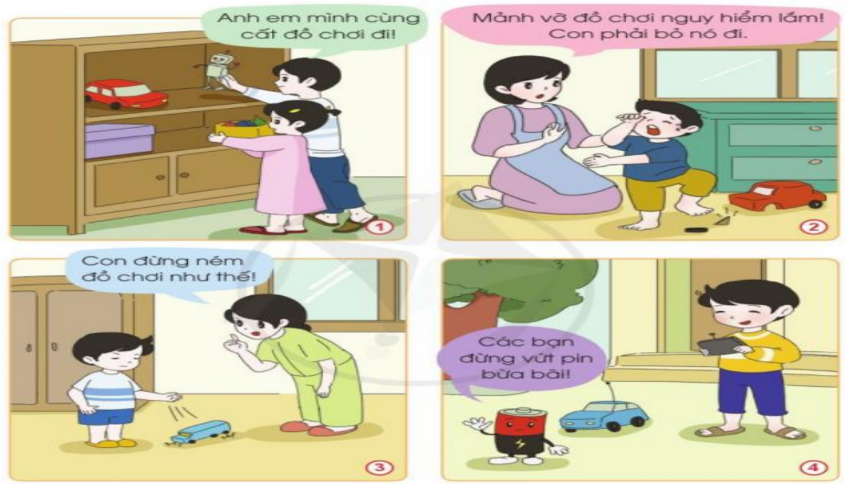 Anh em mình cùng
cất đồ chơi đi!
1
Mảnh vỡ đồ chơi nguy hiểm lắm!
Con phải bỏ nó đi.
2
Con đừng ném
đồ chơi như thế!
3
Các bạn
đừng vứt pin
bừa bãi!
4